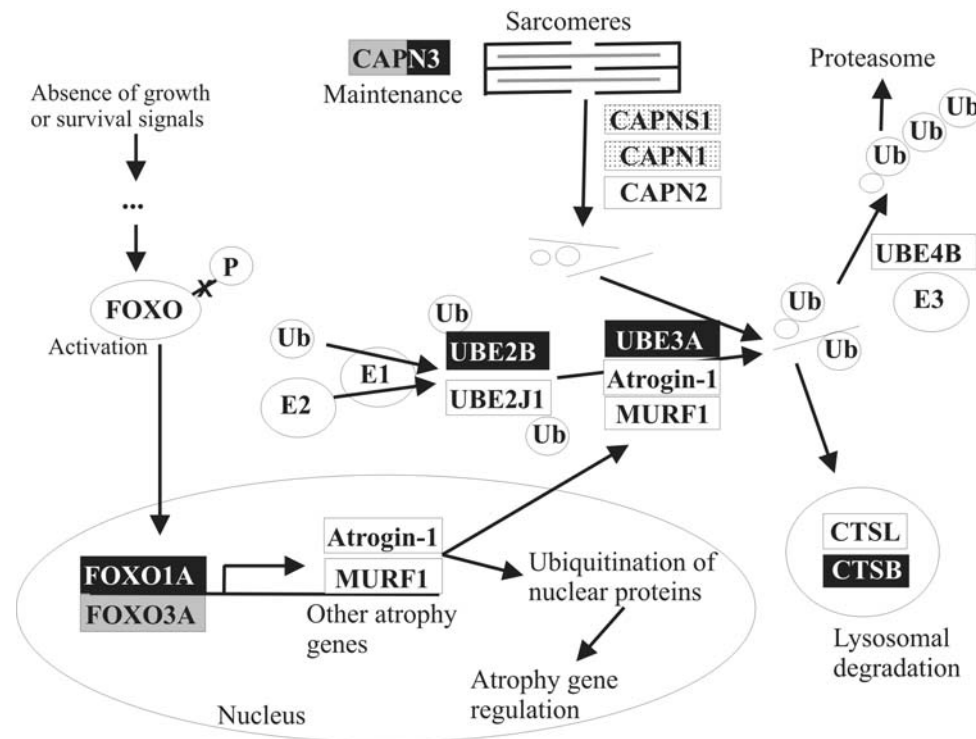 Sarcomeres
CAPN3
Maintenance
Proteasome
Absence of growth
or survival signals
...
CAPNS1
CAPN1
CAPN2
Ub
Ub
Ub
P
X
FOXO
Activation
UBE4B
E3
Ub
Ub
Ub
Ub
E1
E2
UBE2B
UBE2J1
Ub
UBE3A
Atrogin-1
MURF1
FOXO1A
FOXO3A
Atrogin-1
MURF1
Other atrophy
genes
Ubiquitination of
nuclear proteins
Atrophy gene
regulation
Nucleus
CTSL
CTSB
Lysosomal
degradation